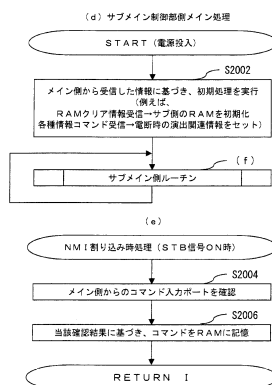 (d) サブメイン制御部側メイン処理
START（電源投入）
S2002
メイン側から受信した情報に基づき、初期処理を実行
（例えば、
RAMクリア情報受信→サブ側のRAMを初期化
各種情報コマンド受信→電断時の演出関連情報をセット）
(f)
サブメイン側ルーチン
(e)
NMI割り込み時処理（STB信号ON時）
S2004
メイン側からのコマンド入力ポートを確認
S2006
当該確認結果に基づき、コマンドをRAMに記憶
RETURN I